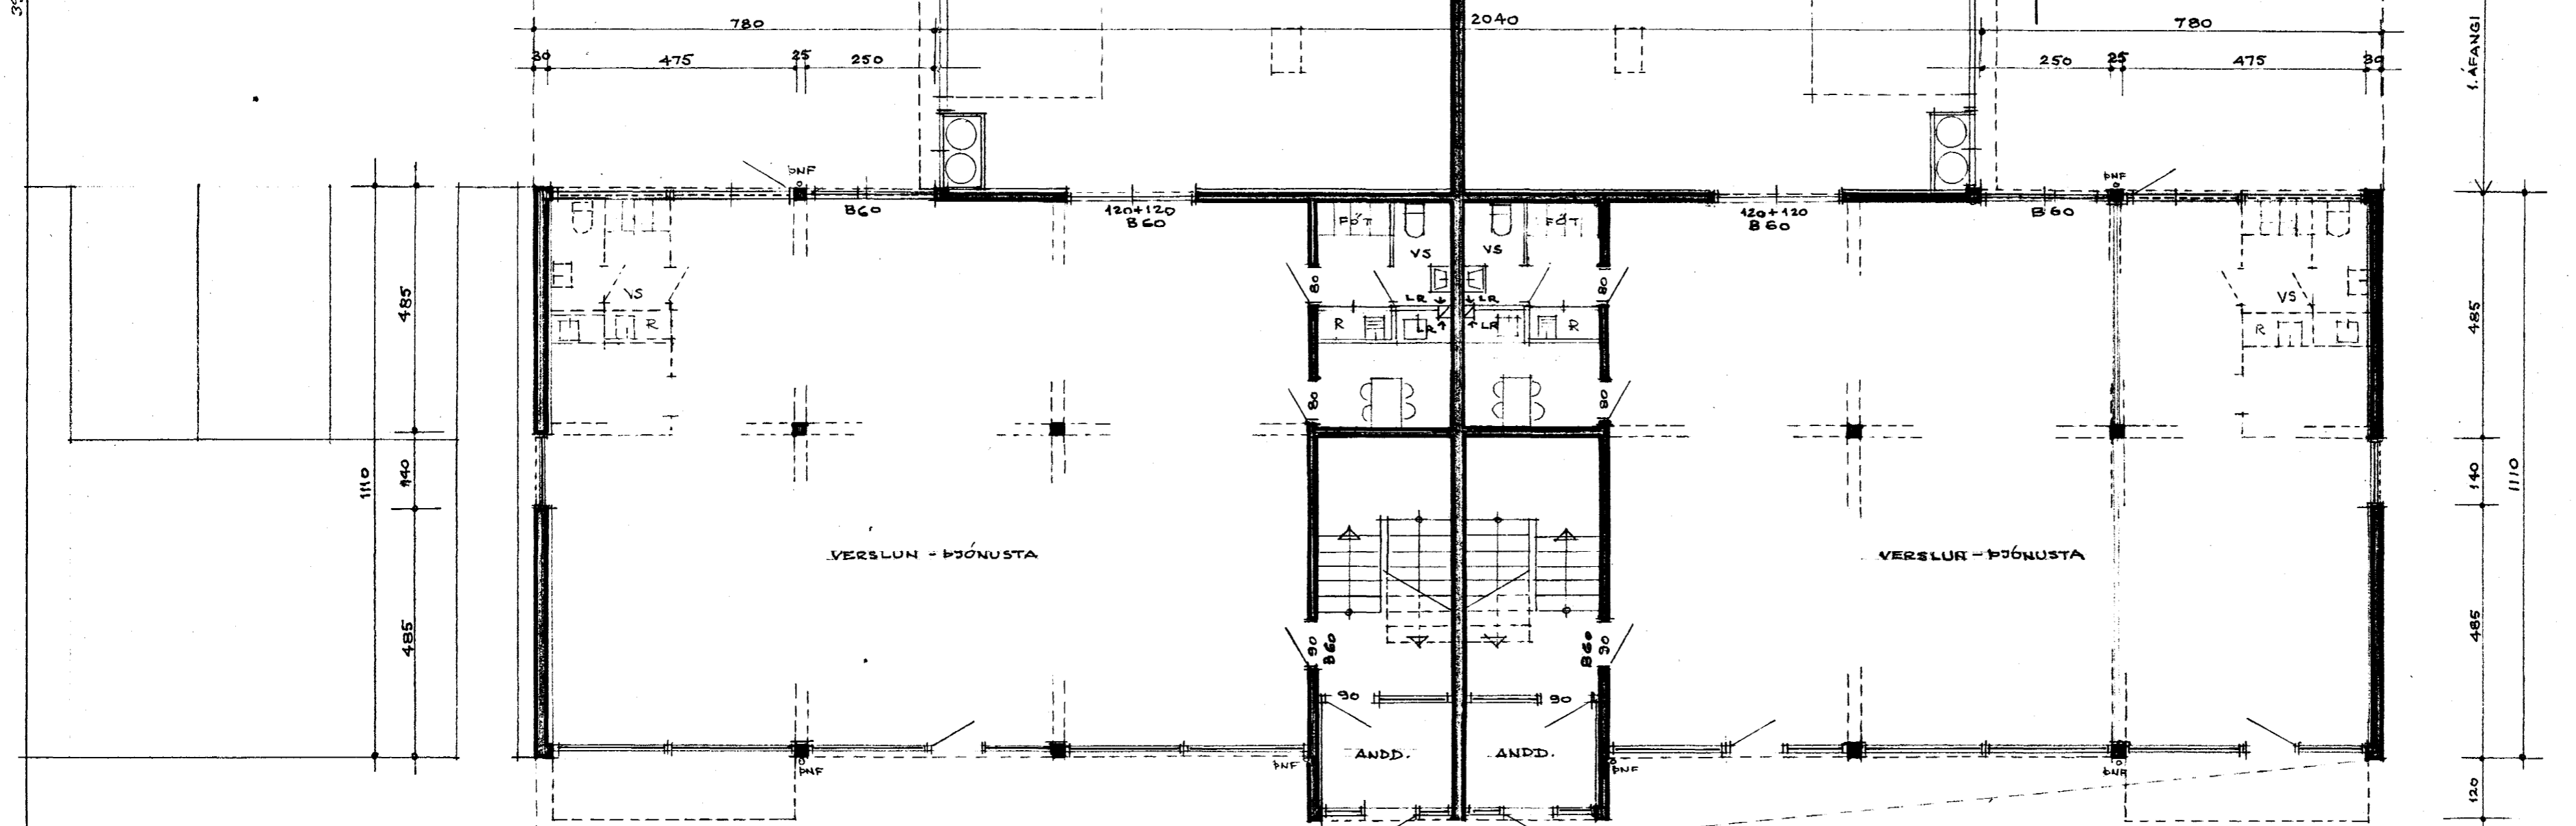 780
2040
780
30
475
25
250
250
25
475
30
1. ÁFANGI
ÞNF
ÞNF
B60
120+120
B60
120+120
B60
B60
FÖT
VS
VS
FÖT
80
80
VS
R
LR
LR
R
LR
LR
R
VS
R
485
485
80
80
1110
140
140
1110
VERSLUN - ÞJÓNUSTA
VERSLUN - ÞJÓNUSTA
485
485
90
B60
B60
90
90
90
ANDD.
ANDD.
ÞNF
ÞNF
ÞNF
ÞNF
120